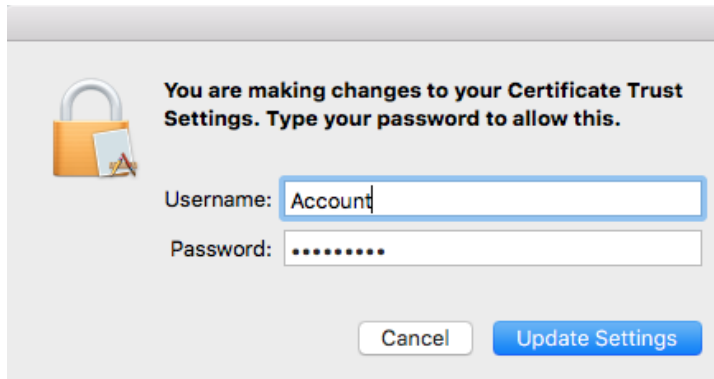 You are making changes to your Certificate Trust
Settings. Type your password to allow this.
Username: Account
Password: •••••••••
Cancel Update Settings